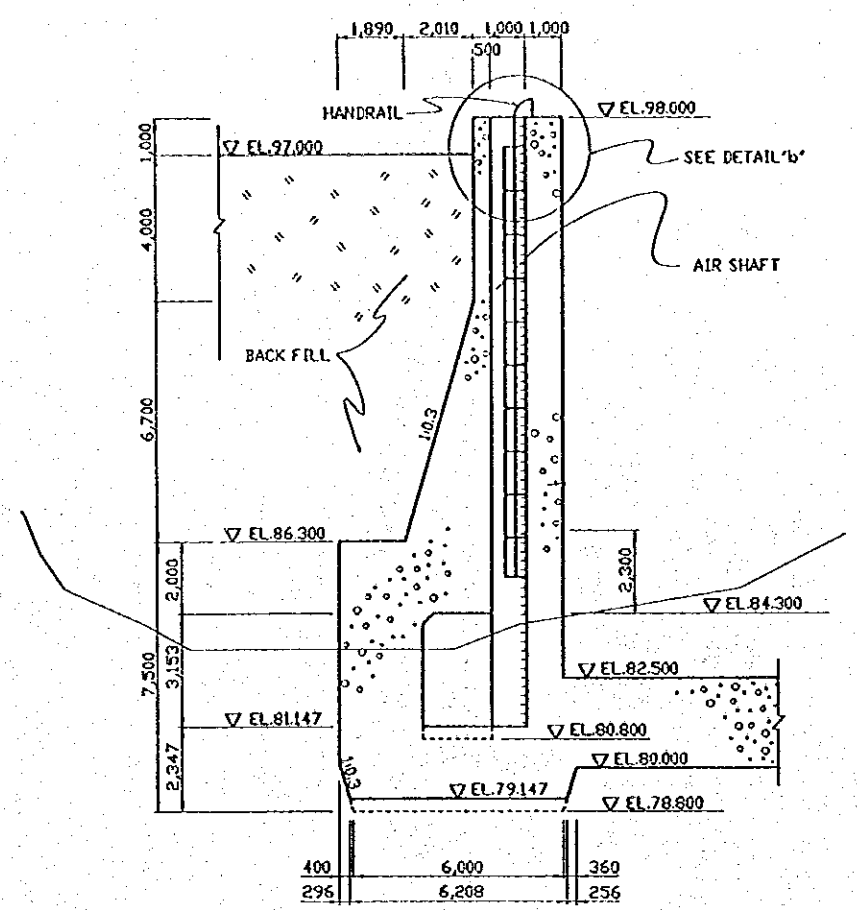 1,890 2,010 1,000 1,000
500
HANDRAIL
▽ EL.98.000
1,000
▽ EL.97.000
SEE DETAIL"b"
4,000
AIR SHAFT
BACK FILL
6,700
1:0.3
▽ EL.86.300
2,000
2,300
▽ EL.84.300
7,500
3,153
▽ EL.82.500
▽ EL.81.147
▽ EL.80.800
2,347
1:0.3
▽ EL.80.000
▽ EL.79.147
▽ EL.78.800
400 6,000 360
296 6,208 256